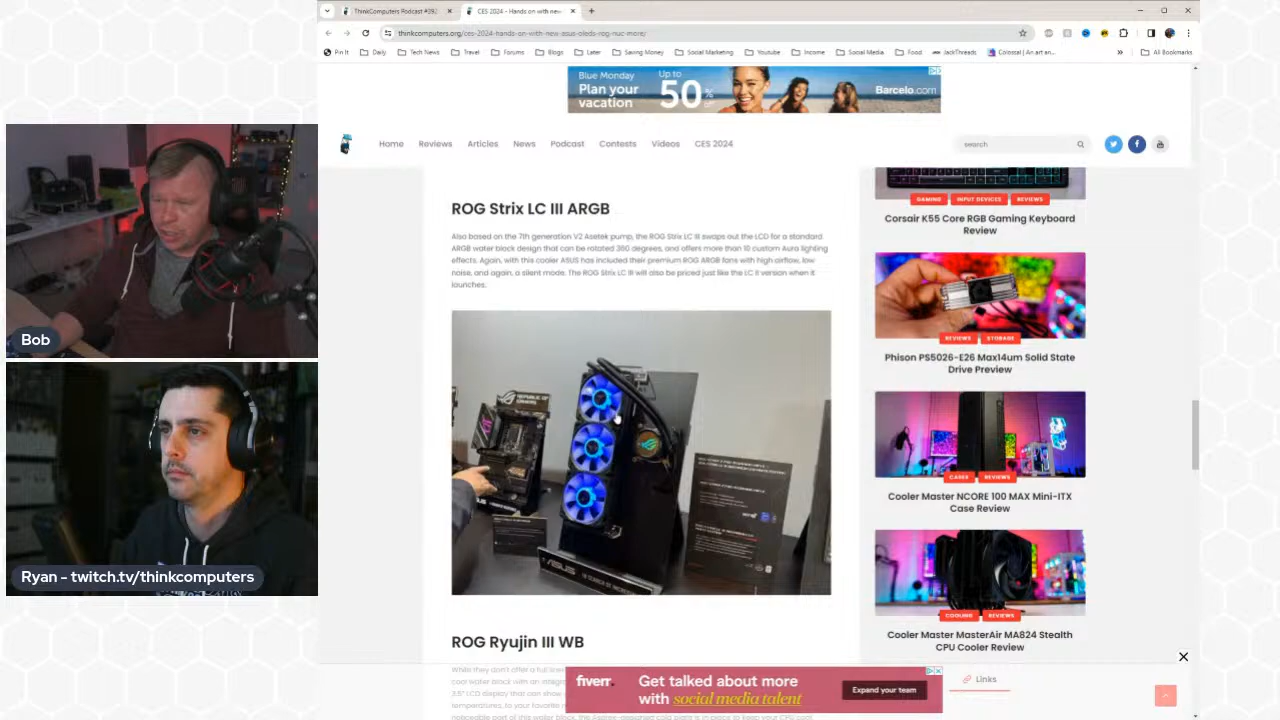 ThinkComputers Podcast #392
CES 2024 - Hands on with new
thinkcomputers.org/ces-2024-hands-on-with-new-asus-oleds-rog-nuc-more/
Pin It
Daily
Tech News
Travel
Forums
Blogs
Later
Saving Money
Social Marketing
Youtube
Income
Social Media
Food
JackThreads
Colossal | An art an...
All Bookmarks
Blue Monday
Plan your
vacation
Up to
50% off
Barcelo.com
Home
Reviews
Articles
News
Podcast
Contests
Videos
CES 2024
search
ROG Strix LC III ARGB
Also based on the 7th generation V2 Asetek pump, the ROG Strix LC III swaps out the LCD for a standard
ARGB water block design that can be rotated 360 degrees, and offers more than 10 custom Aura lighting
effects. Again, with this cooler ASUS has included their premium ROG ARGB fans with high airflow, low
noise, and again, a silent mode. The ROG Strix LC III will also be priced just like the LC II version when it
launches.
REPUBLIC OF
GAMERS
ASUS
IN SEARCH OF INCREDIBLE
ROG Ryujin III WB
GAMING
INPUT DEVICES
REVIEWS
Corsair K55 Core RGB Gaming Keyboard
Review
REVIEWS
STORAGE
Phison PS5026-E26 Max14um Solid State
Drive Preview
CASES
REVIEWS
Cooler Master NCORE 100 MAX Mini-ITX
Case Review
COOLING
REVIEWS
Cooler Master MasterAir MA824 Stealth
CPU Cooler Review
Links
fiverr.
Get talked about more
with social media talent
Expand your team
Bob
Ryan - twitch.tv/thinkcomputers